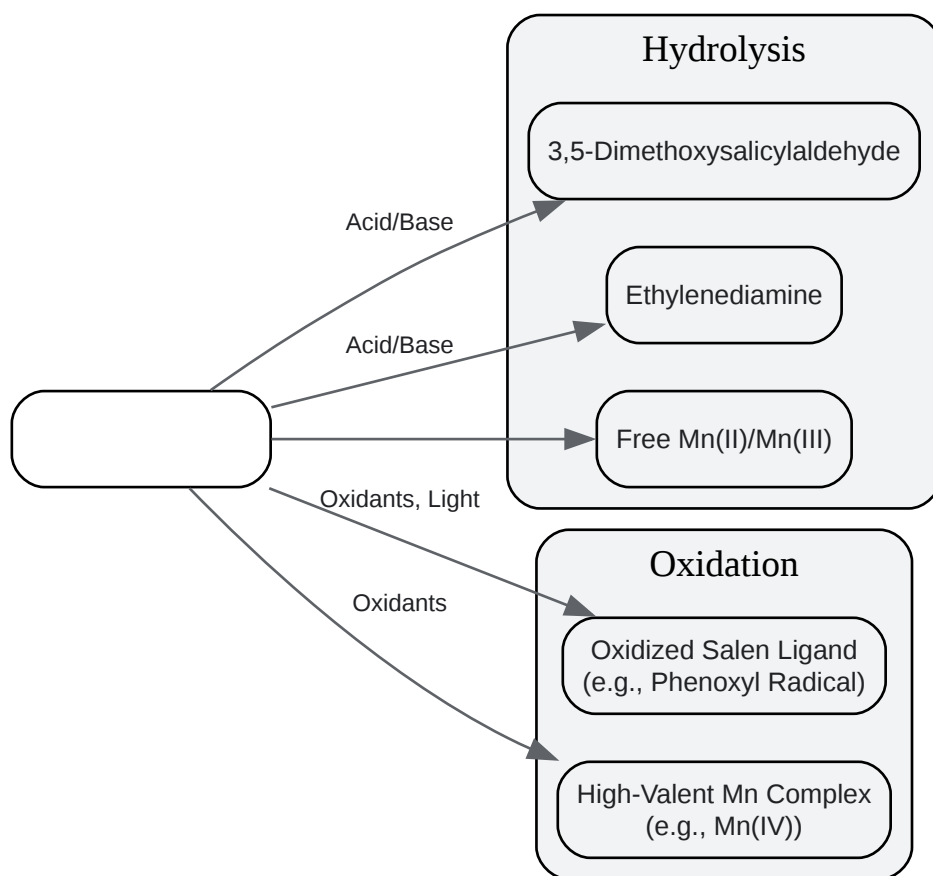 Hydrolysis
3,5-Dimethoxysalicylaldehyde
Acid/Base
Ethylenediamine
Acid/Base
Free Mn(II)/Mn(III)
Oxidants, Light
Oxidation
Oxidants
Oxidized Salen Ligand
(e.g., Phenoxyl Radical)
High-Valent Mn Complex
(e.g., Mn(IV))